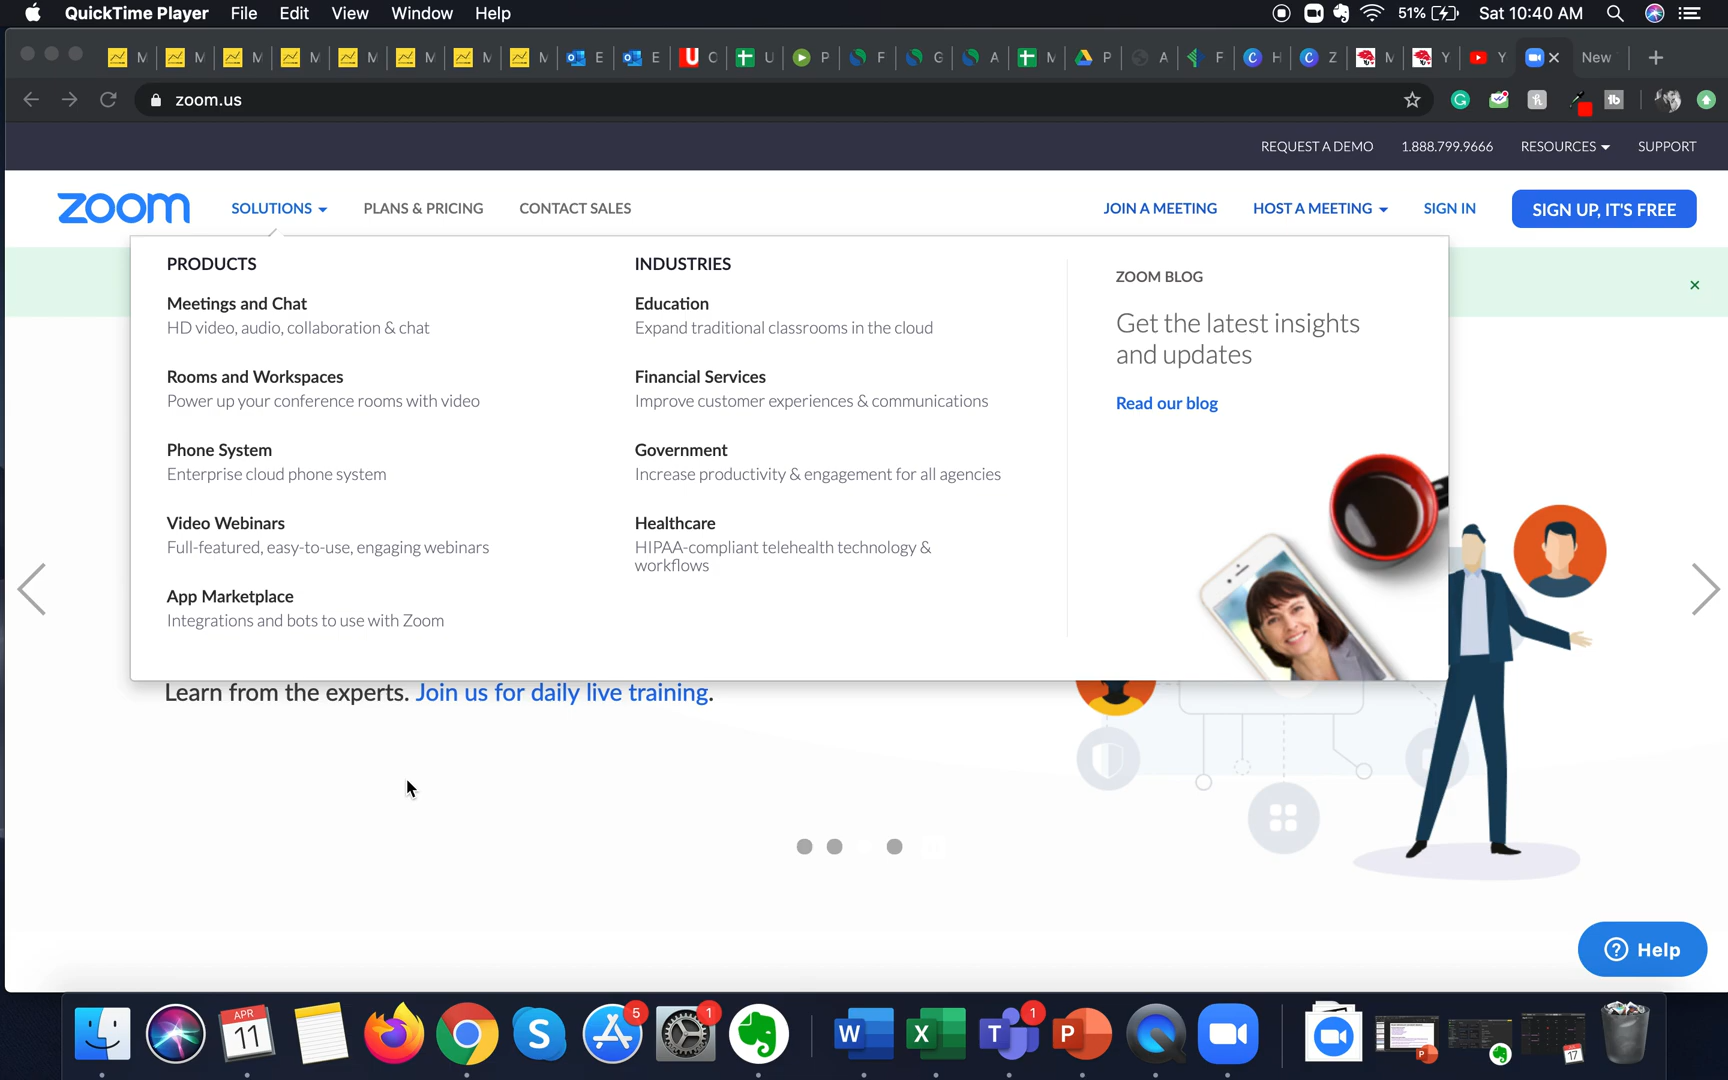 QuickTime Player File Edit View Window Help 51% Sat 10:40 AM
M M M M M M M M E E U C U P F G A M P A F C H C Z M Y Y New
zoom.us
REQUEST A DEMO 1.888.799.9666 RESOURCES SUPPORT
zoom SOLUTIONS PLANS & PRICING CONTACT SALES JOIN A MEETING HOST A MEETING SIGN IN SIGN UP, IT'S FREE
PRODUCTS
Meetings and Chat
HD video, audio, collaboration & chat
Rooms and Workspaces
Power up your conference rooms with video
Phone System
Enterprise cloud phone system
Video Webinars
Full-featured, easy-to-use, engaging webinars
App Marketplace
Integrations and bots to use with Zoom
INDUSTRIES
Education
Expand traditional classrooms in the cloud
Financial Services
Improve customer experiences & communications
Government
Increase productivity & engagement for all agencies
Healthcare
HIPAA-compliant telehealth technology &
workflows
ZOOM BLOG
Get the latest insights
and updates
Read our blog
Learn from the experts. Join us for daily live training.
Help
APR
11
S
5
1
W
X
T
1
P
P
17